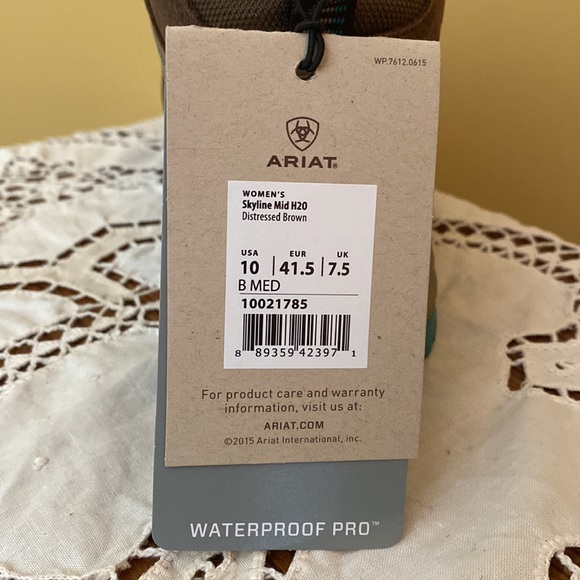 WP.7612.0615
ARIAT®
WOMEN'S
Skyline Mid H20
Distressed Brown
USA EUR UK
10 | 41.5 | 7.5
B MED
10021785
8 89359 42397 1
For product care and warranty
information, visit us at:
ARIAT.COM
©2015 Ariat International, inc.
WATERPROOF PRO™